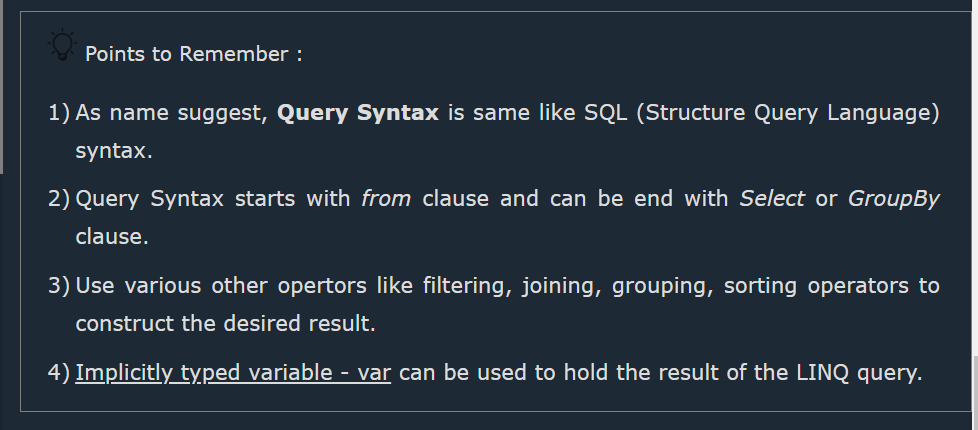 Points to Remember :
1) As name suggest, Query Syntax is same like SQL (Structure Query Language)
syntax.
2) Query Syntax starts with from clause and can be end with Select or GroupBy
clause.
3) Use various other opertors like filtering, joining, grouping, sorting operators to
construct the desired result.
4) Implicitly typed variable - var can be used to hold the result of the LINQ query.